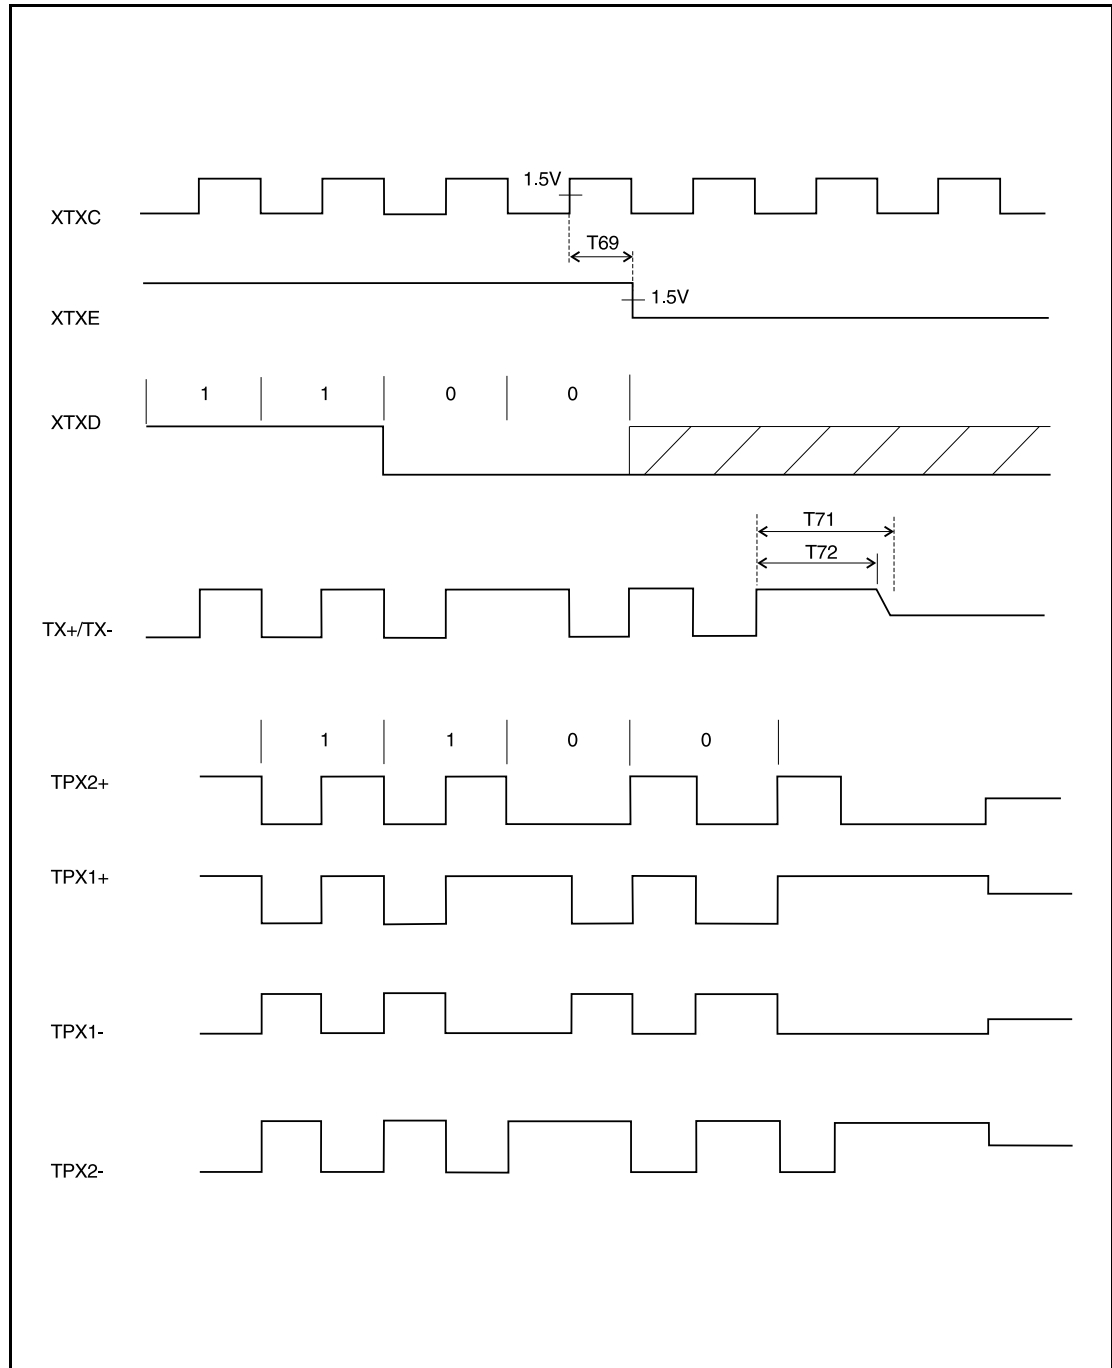 1.5V
XTXC
T69
1.5V
XTXE
1 1 0 0
XTXD
T71
T72
TX+/TX-
1 1 0 0
TPX2+
TPX1+
TPX1-
TPX2-